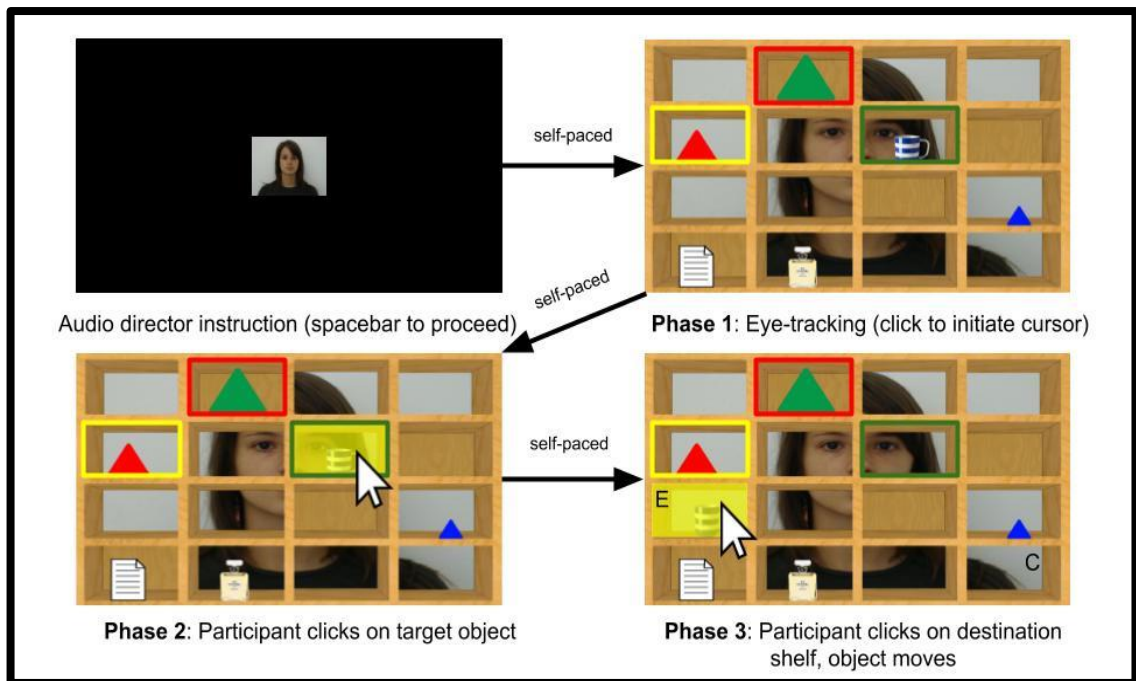 self-paced
Audio director instruction (spacebar to proceed)
self-paced
Phase 1: Eye-tracking (click to initiate cursor)
self-paced
E
C
Phase 2: Participant clicks on target object
Phase 3: Participant clicks on destination
shelf, object moves